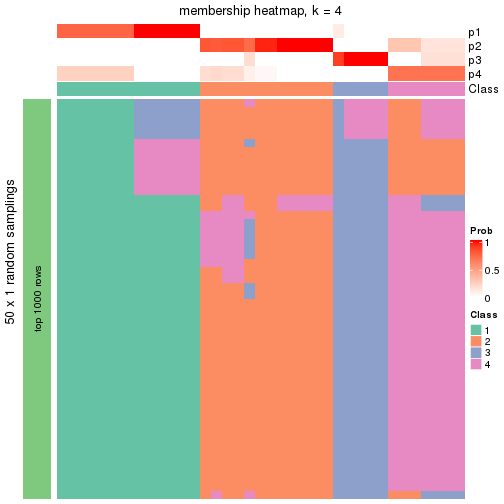 membership heatmap, k = 4
p1
p2
p3
p4
Class
50 x 1 random samplings
top 1000 rows
Prob
1
0.5
0
Class
1
2
3
4